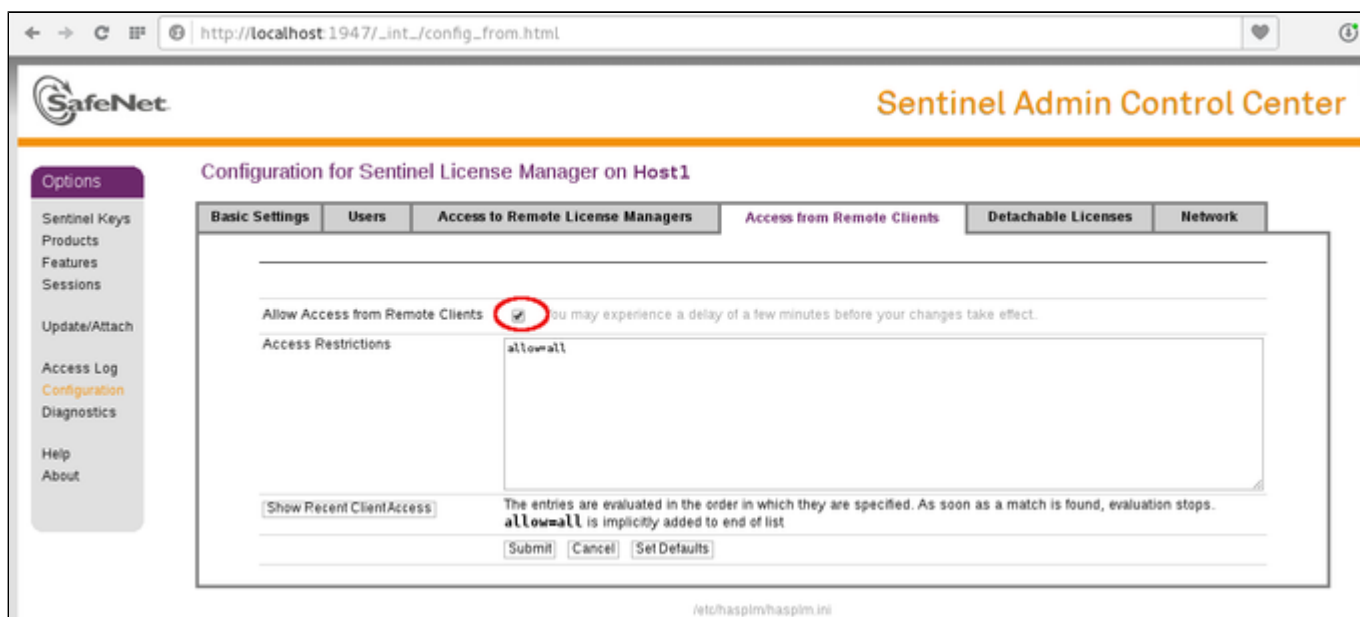 http://localhost:1947/_int_/config_from.html
SafeNet.
Sentinel Admin Control Center
Options
Sentinel Keys
Products
Features
Sessions
Update/Attach
Access Log
Configuration
Diagnostics
Help
About
Configuration for Sentinel License Manager on Host1
Basic Settings Users Access to Remote License Managers Access from Remote Clients Detachable Licenses Network
Allow Access from Remote Clients You may experience a delay of a few minutes before your changes take effect.
Access Restrictions allow=all
Show Recent Client Access The entries are evaluated in the order in which they are specified. As soon as a match is found, evaluation stops.
allow=all is implicitly added to end of list
Submit Cancel Set Defaults
/etc/hasplm/hasplm.ini